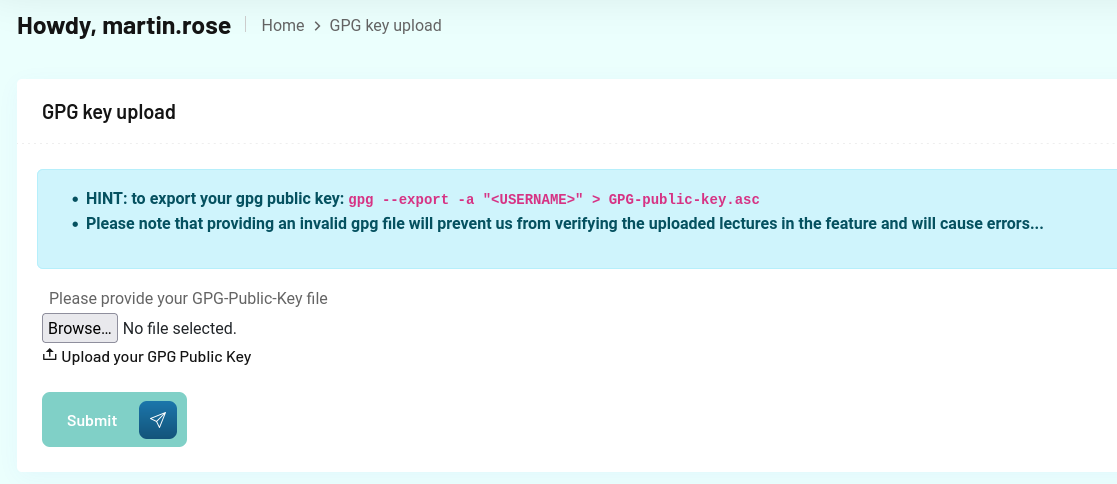 Howdy, martin.rose Home > GPG key upload
GPG key upload
• HINT: to export your gpg public key: gpg --export -a "<USERNAME>" > GPG-public-key.asc
• Please note that providing an invalid gpg file will prevent us from verifying the uploaded lectures in the feature and will cause errors...
Please provide your GPG-Public-Key file
Browse... No file selected.
Upload your GPG Public Key
Submit